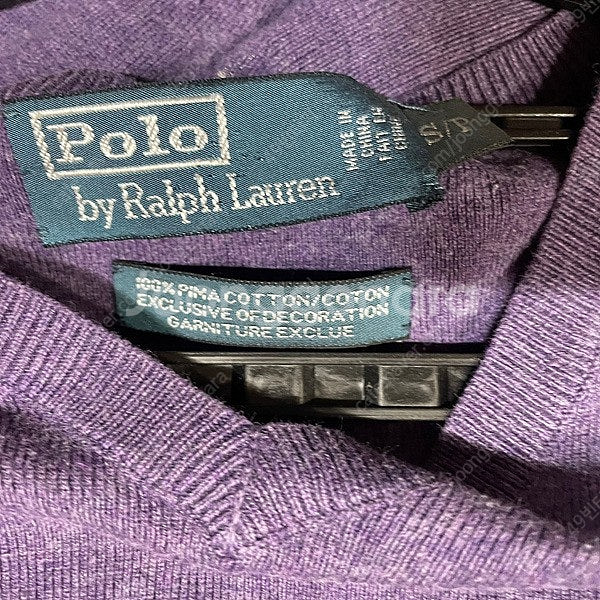 Polo
by Ralph Lauren
MADE IN
CHINA
FAIT EN
CHINE
100% PIMA COTTON/COTON
EXCLUSIVE OF DECORATION
GARNITURE EXCLUE